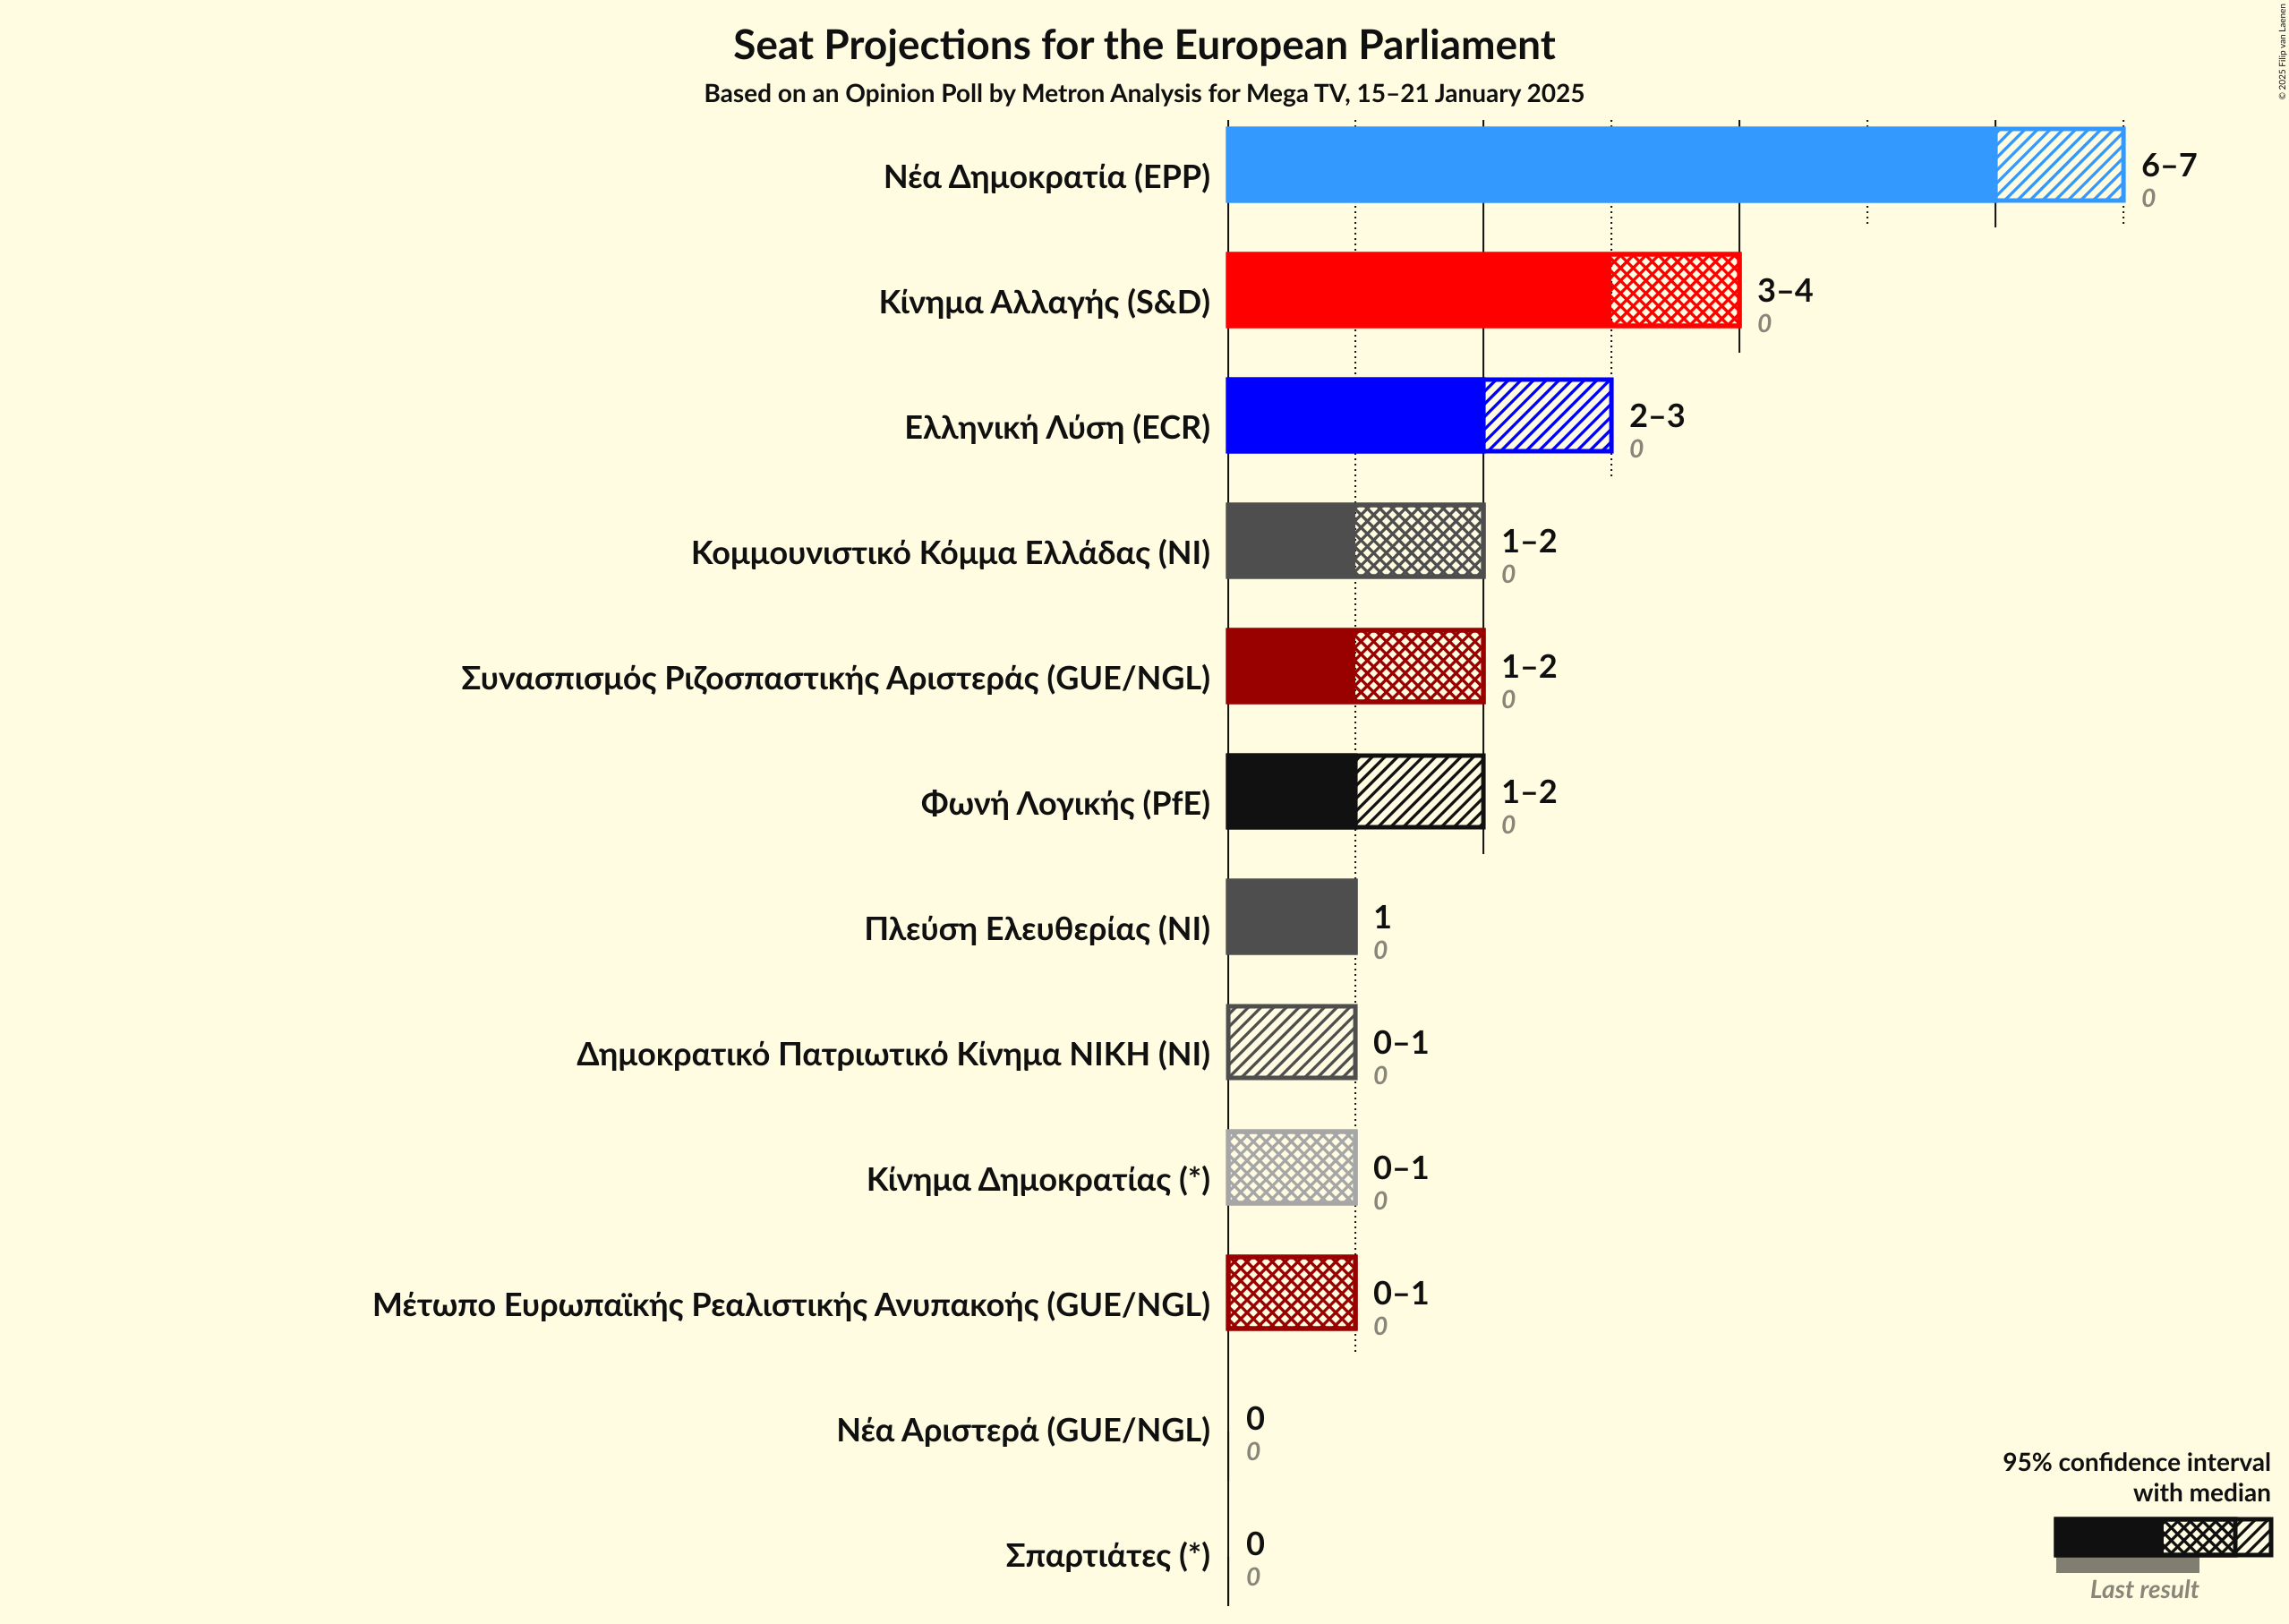 Seat Projections for the European Parliament
Based on an Opinion Poll by Metron Analysis for Mega TV, 15–21 January 2025
© 2025 Filip van Laenen
Νέα Δημοκρατία (EPP)
6–7
0
Κίνημα Αλλαγής (S&D)
3–4
0
Ελληνική Λύση (ECR)
2–3
0
Κομμουνιστικό Κόμμα Ελλάδας (NI)
1–2
0
Συνασπισμός Ριζοσπαστικής Αριστεράς (GUE/NGL)
1–2
0
Φωνή Λογικής (PfE)
1–2
0
Πλεύση Ελευθερίας (NI)
1
0
Δημοκρατικό Πατριωτικό Κίνημα ΝΙΚΗ (NI)
0–1
0
Κίνημα Δημοκρατίας (*)
0–1
0
Μέτωπο Ευρωπαϊκής Ρεαλιστικής Ανυπακοής (GUE/NGL)
0–1
0
Νέα Αριστερά (GUE/NGL)
0
0
Σπαρτιάτες (*)
0
0
95% confidence interval
with median
Last result